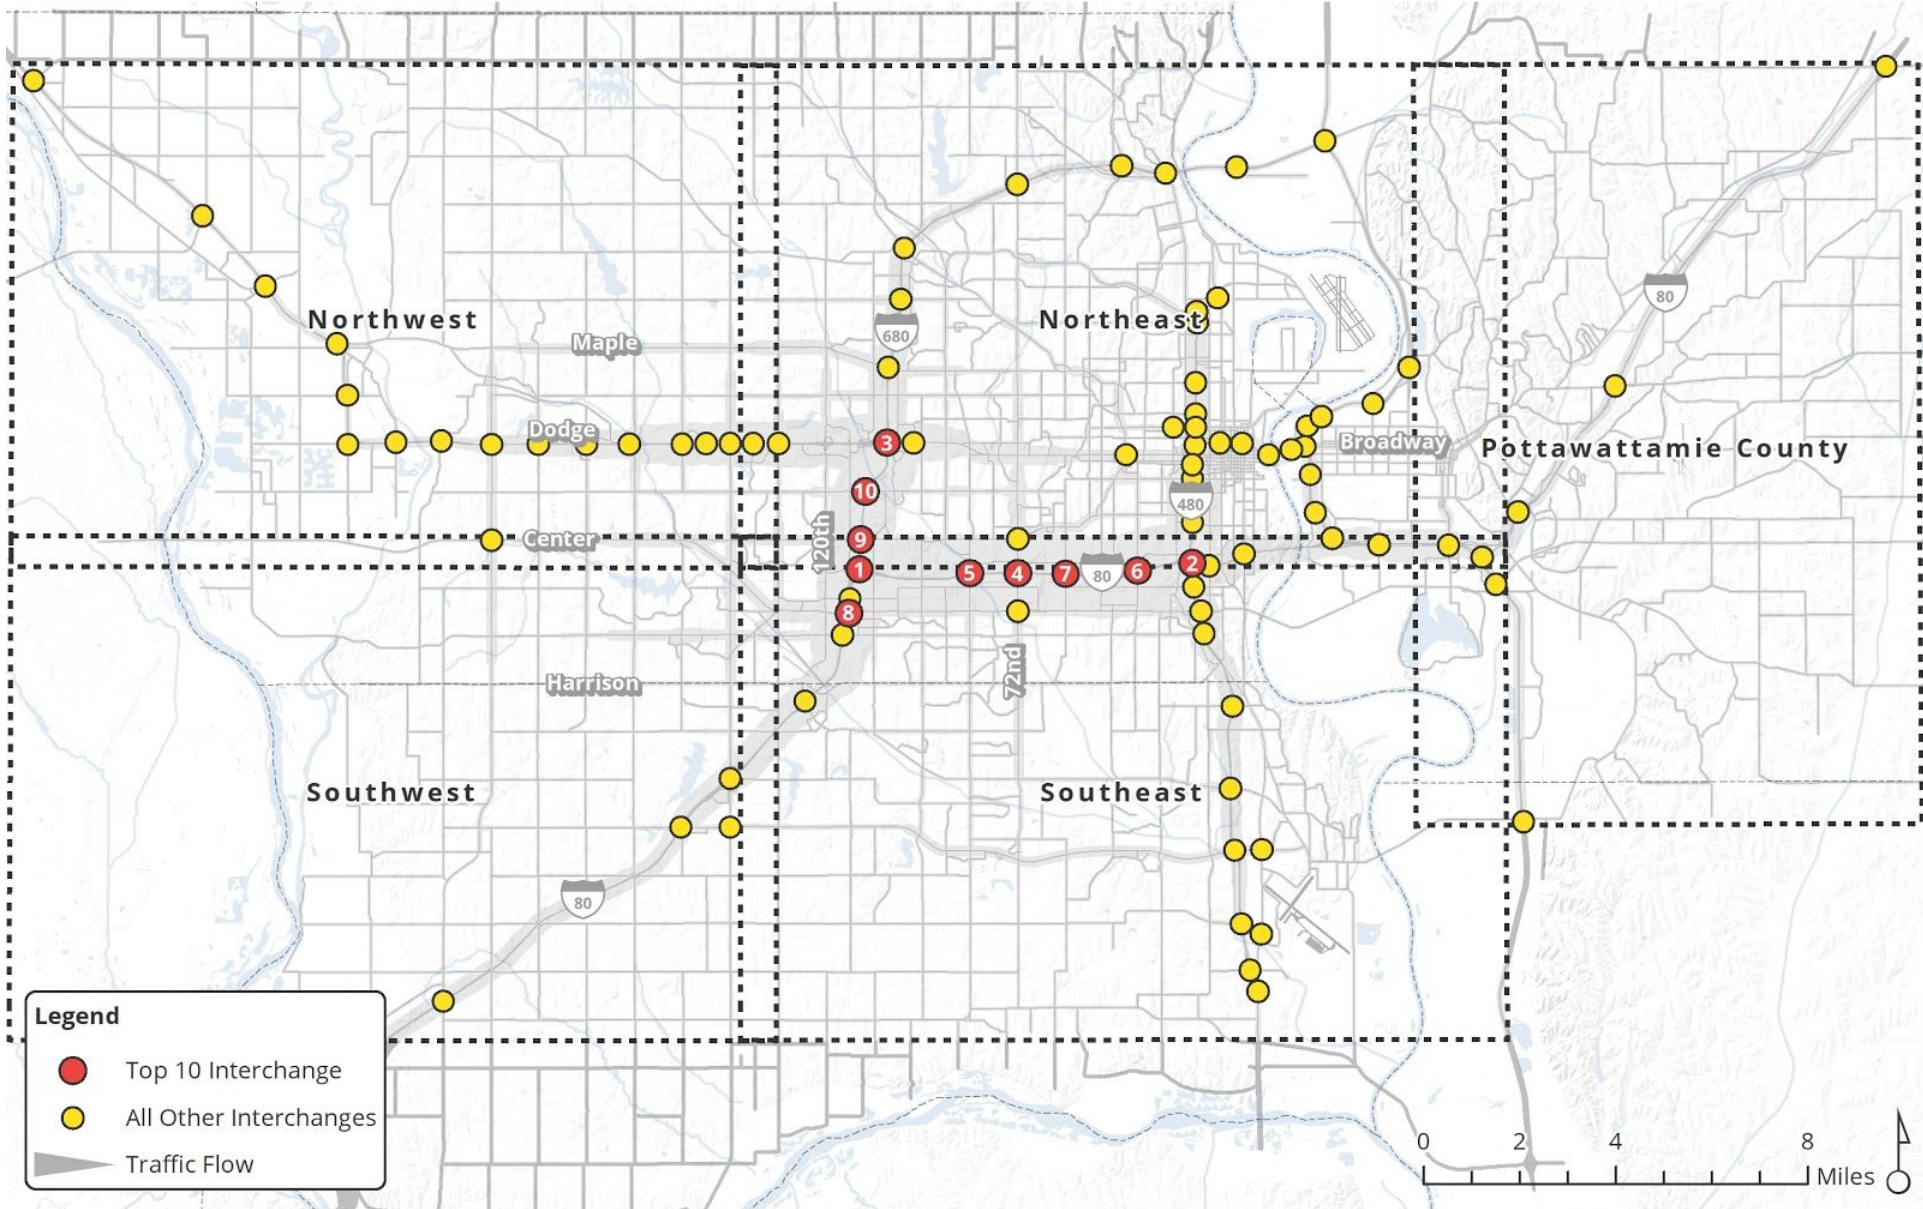 Northwest
Maple
680
Northeast
80
Dodge
3
Broadway
Pottawattamie County
10
480
120th
Center
9
1
5
4
7
80
6
2
8
72nd
Harrison
Southwest
Southeast
80
Legend
Top 10 Interchange
All Other Interchanges
Traffic Flow
0 2 4 8
Miles